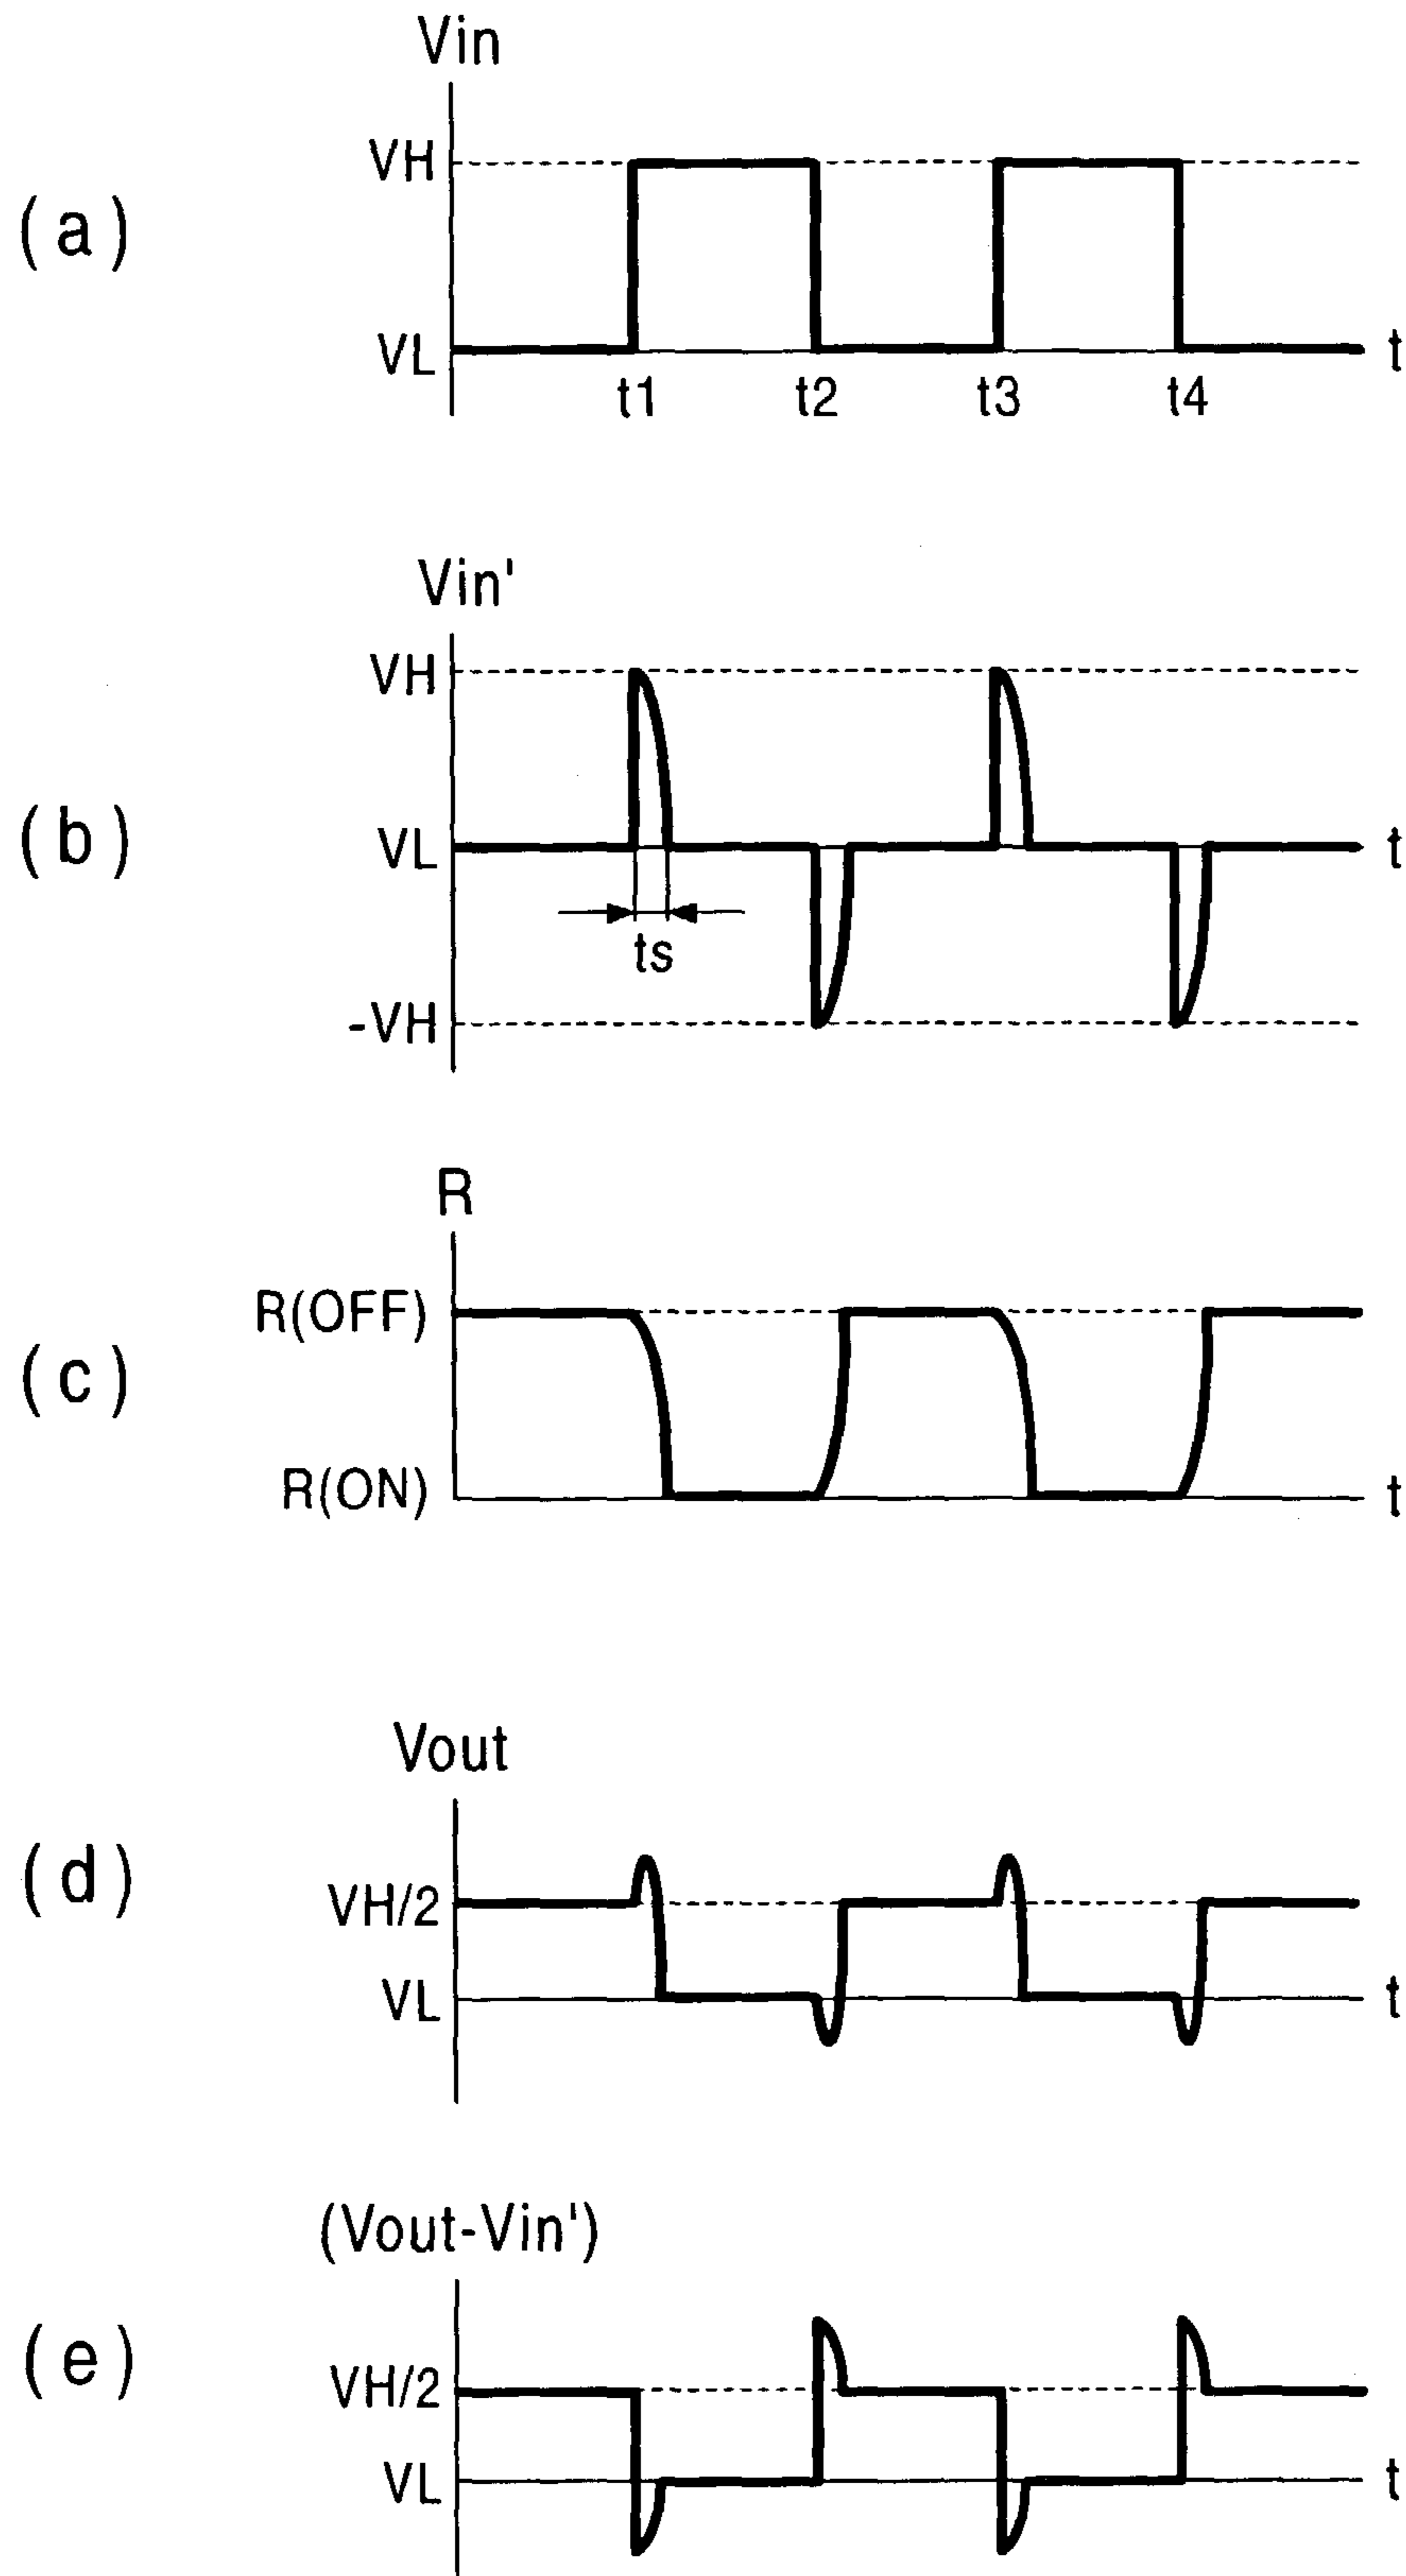 Vin
VH
(a)
VL
t
t1 t2 t3 t4
Vin'
VH
(b)
VL
t
ts
-VH
R
R(OFF)
(c)
R(ON)
t
Vout
(d)
VH/2
VL
t
(Vout-Vin')
(e)
VH/2
VL
t